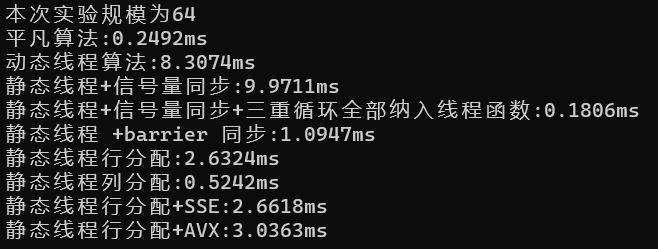 本次实验规模为64
平凡算法:0.2492ms
动态线程算法:8.3074ms
静态线程+信号量同步:9.9711ms
静态线程+信号量同步+三重循环全部纳入线程函数:0.1806ms
静态线程 +barrier 同步:1.0947ms
静态线程行分配:2.6324ms
静态线程列分配:0.5242ms
静态线程行分配+SSE:2.6618ms
静态线程行分配+AVX:3.0363ms